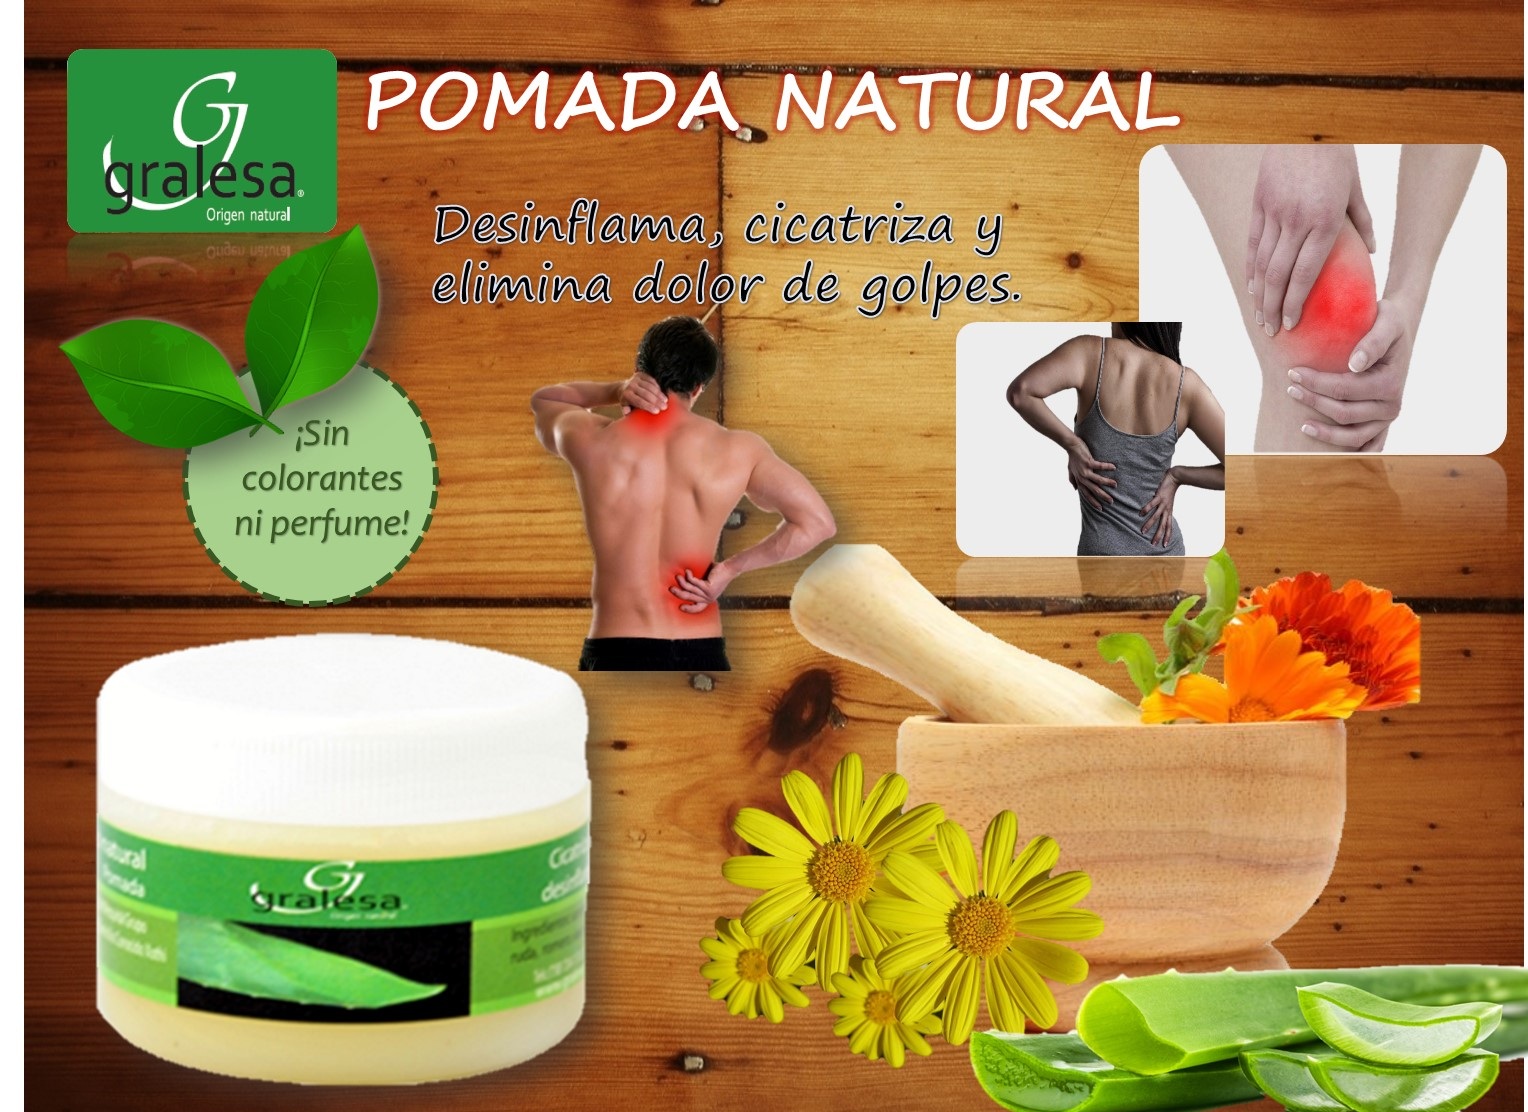 gralesa
Origen natural
POMADA NATURAL
Desinflama, cicatriza y
elimina dolor de golpes.
¡Sin
colorantes
ni perfume!
gralesa
Origen natural